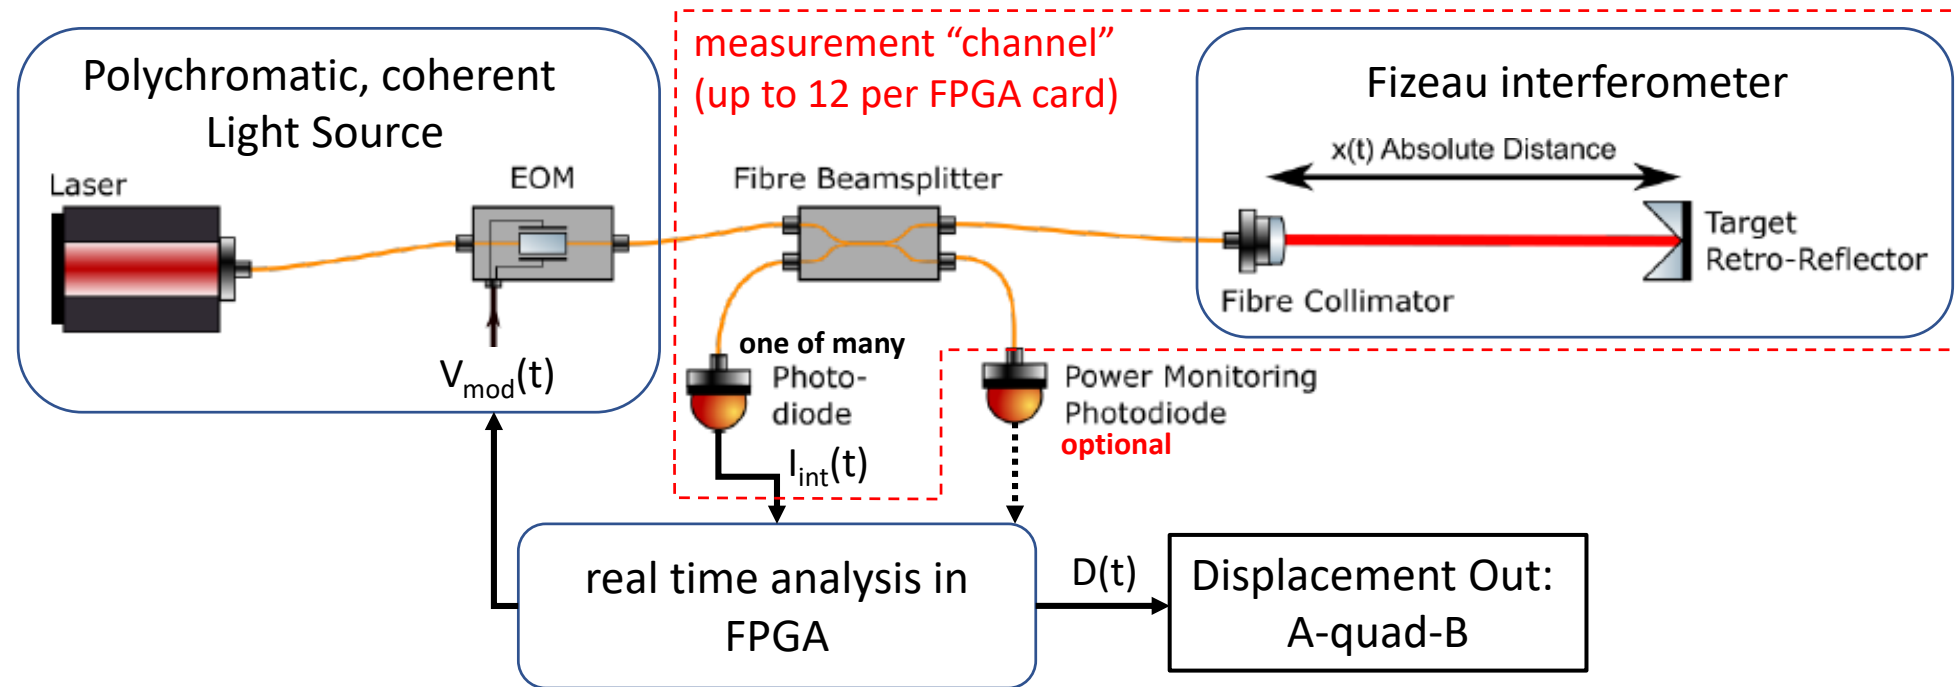 Polychromatic, coherent
Light Source
Laser
EOM
Vmod(t)
measurement “channel”
(up to 12 per FPGA card)
Fibre Beamsplitter
one of many
Photo-
diode
Iint(t)
Power Monitoring
Photodiode
optional
Fizeau interferometer
x(t) Absolute Distance
Target
Retro-Reflector
Fibre Collimator
real time analysis in
FPGA
D(t)
Displacement Out:
A-quad-B